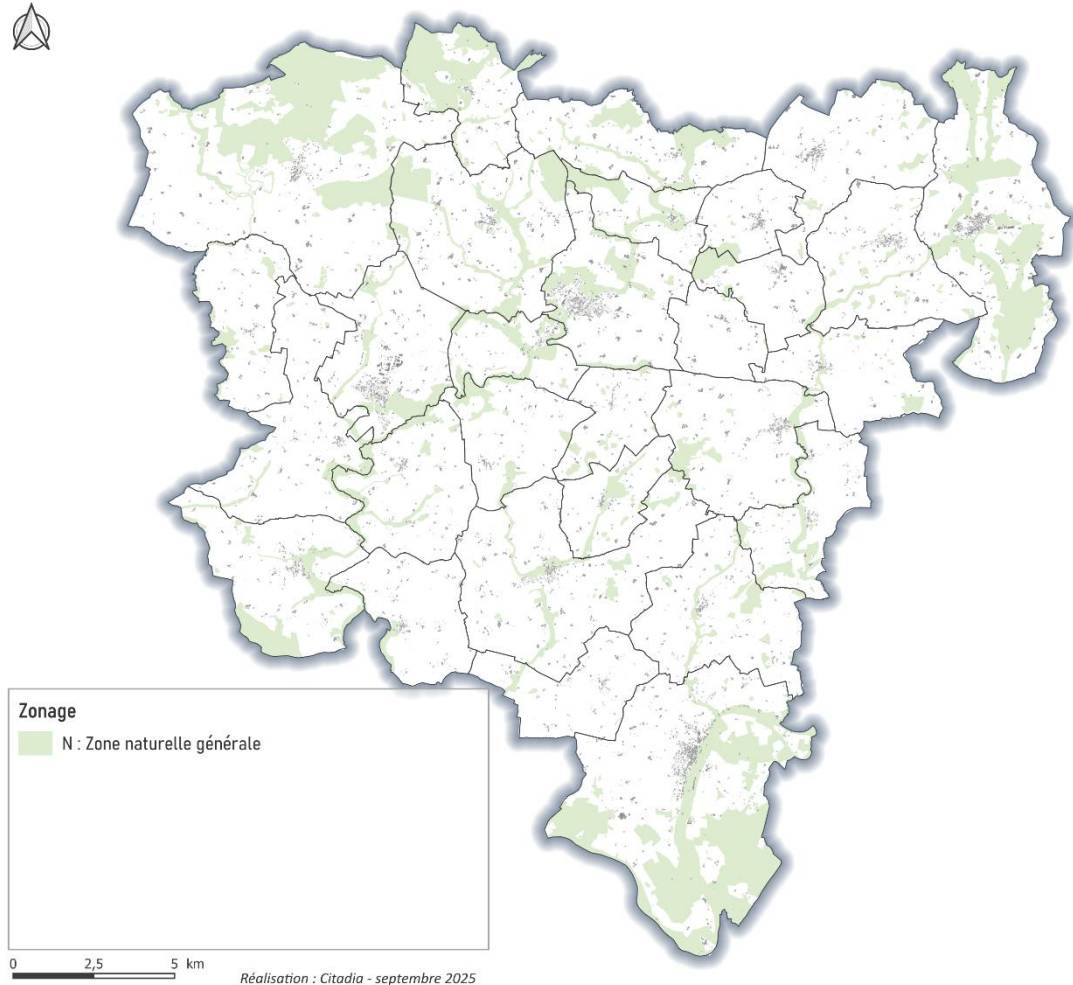 Zonage
N : Zone naturelle générale
0 2,5 5 km
Réalisation : Citadia - septembre 2025